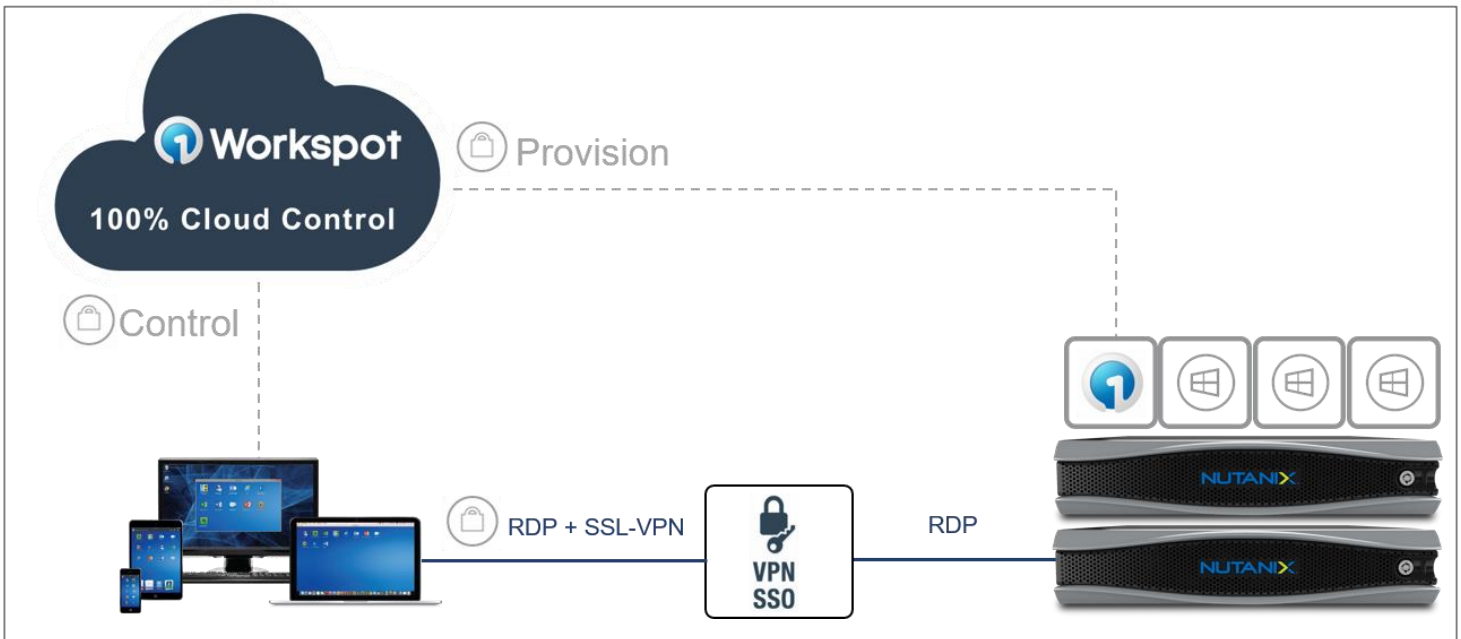 Workspot
100% Cloud Control
Provision
Control
RDP + SSL-VPN
VPN
SSO
RDP
NUTANIX
NUTANIX